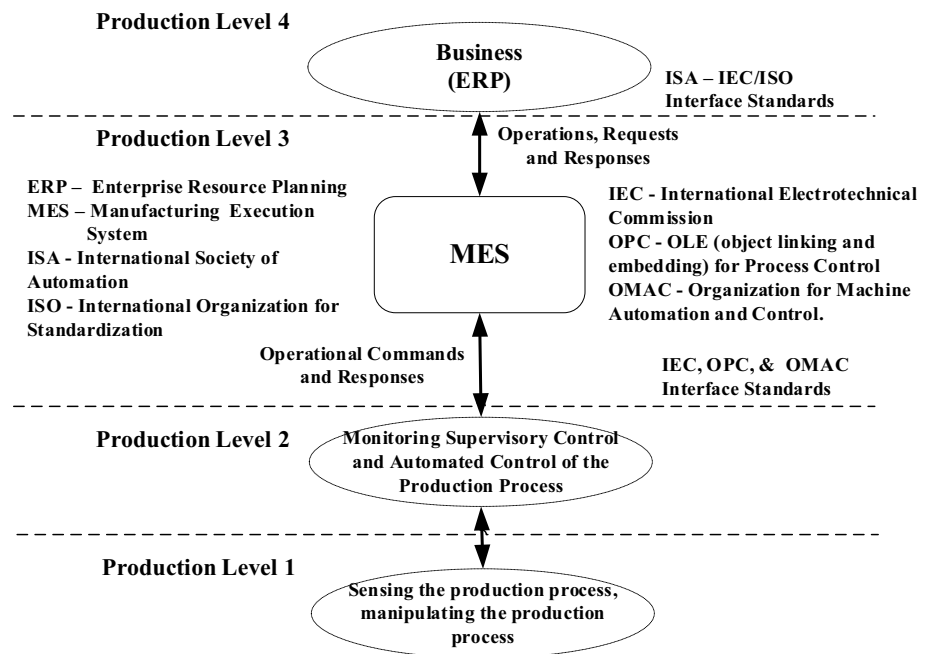 Production Level 4
Business
(ERP)
ISA – IEC/ISO
Interface Standards
Production Level 3
Operations, Requests
and Responses
ERP – Enterprise Resource Planning
MES – Manufacturing Execution
System
ISA - International Society of
Automation
ISO - International Organization for
Standardization
MES
IEC - International Electrotechnical
Commission
OPC - OLE (object linking and
embedding) for Process Control
OMAC - Organization for Machine
Automation and Control.
Operational Commands
and Responses
IEC, OPC, & OMAC
Interface Standards
Production Level 2
Monitoring Supervisory Control
and Automated Control of the
Production Process
Production Level 1
Sensing the production process,
manipulating the production
process